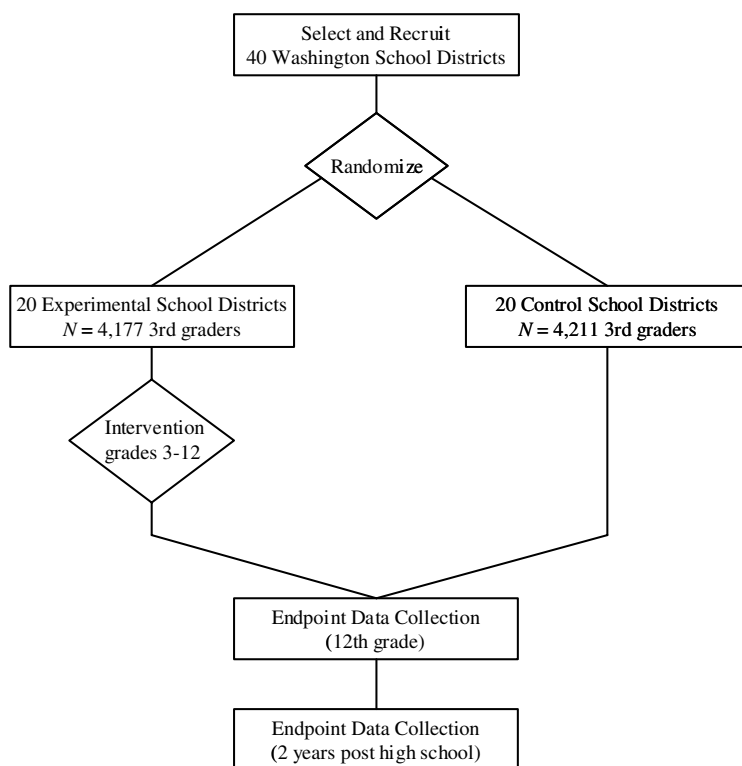 Select and Recruit
40 Washington School Districts
Randomize
20 Experimental School Districts
N = 4,177 3rd graders
20 Control School Districts
N = 4,211 3rd graders
Intervention
grades 3-12
Endpoint Data Collection
(12th grade)
Endpoint Data Collection
(2 years post high school)